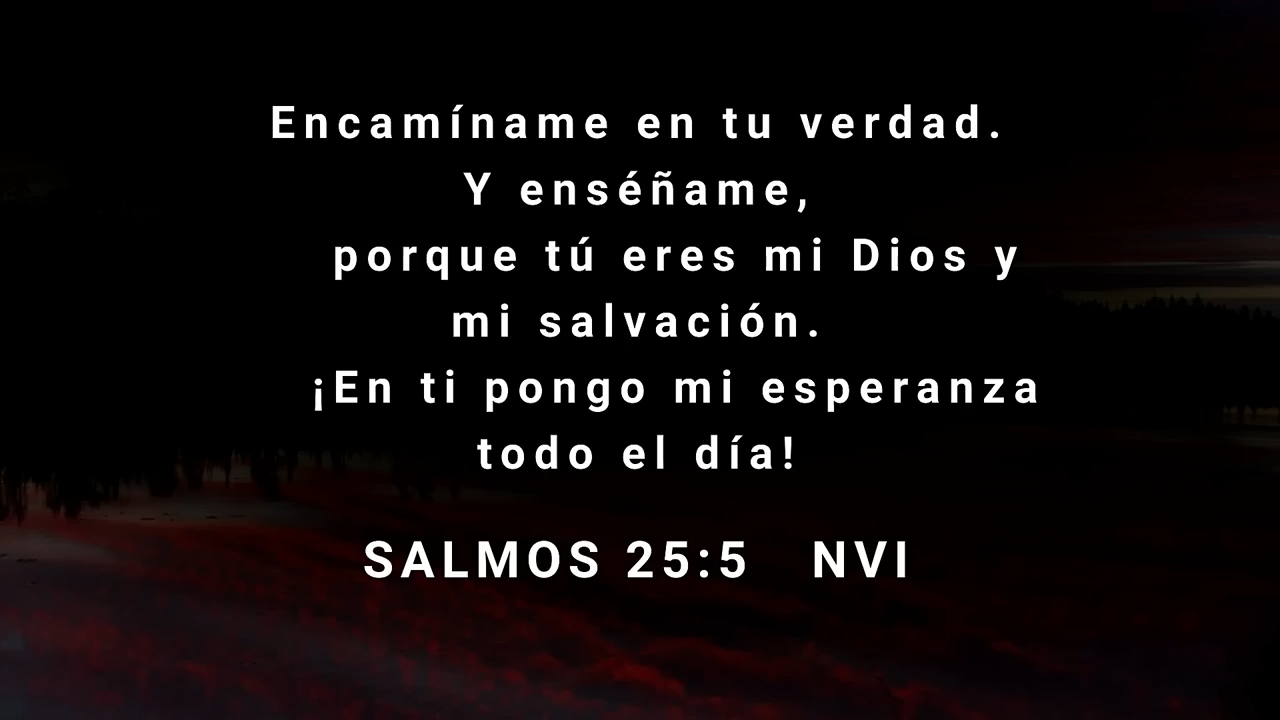 Encamíname en tu verdad.
Y enséñame,
porque tú eres mi Dios y
mi salvación.
¡En ti pongo mi esperanza
todo el día!
SALMOS 25:5 NVI